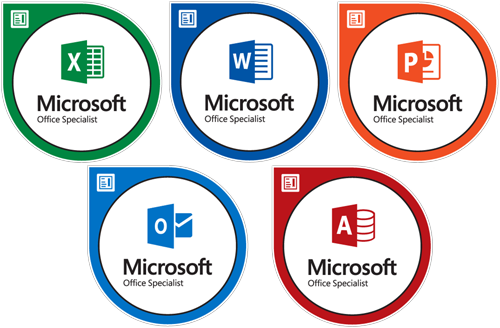 X
Microsoft
Office Specialist
W
Microsoft
Office Specialist
P
Microsoft
Office Specialist
O
Microsoft
Office Specialist
A
Microsoft
Office Specialist